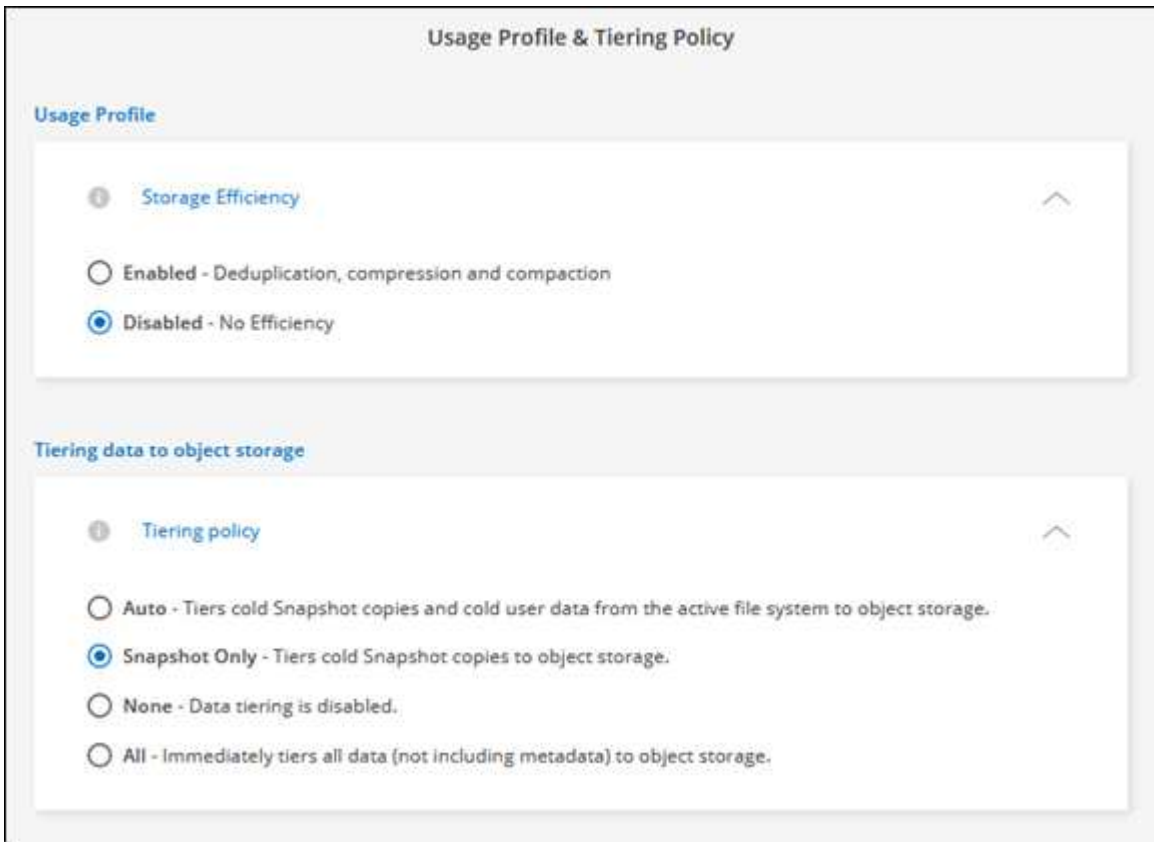 Usage Profile & Tiering Policy
Usage Profile
Storage Efficiency
Enabled - Deduplication, compression and compaction
Disabled - No Efficiency
Tiering data to object storage
Tiering policy
Auto - Tiers cold Snapshot copies and cold user data from the active file system to object storage.
Snapshot Only - Tiers cold Snapshot copies to object storage.
None - Data tiering is disabled.
All - Immediately tiers all data (not including metadata) to object storage.